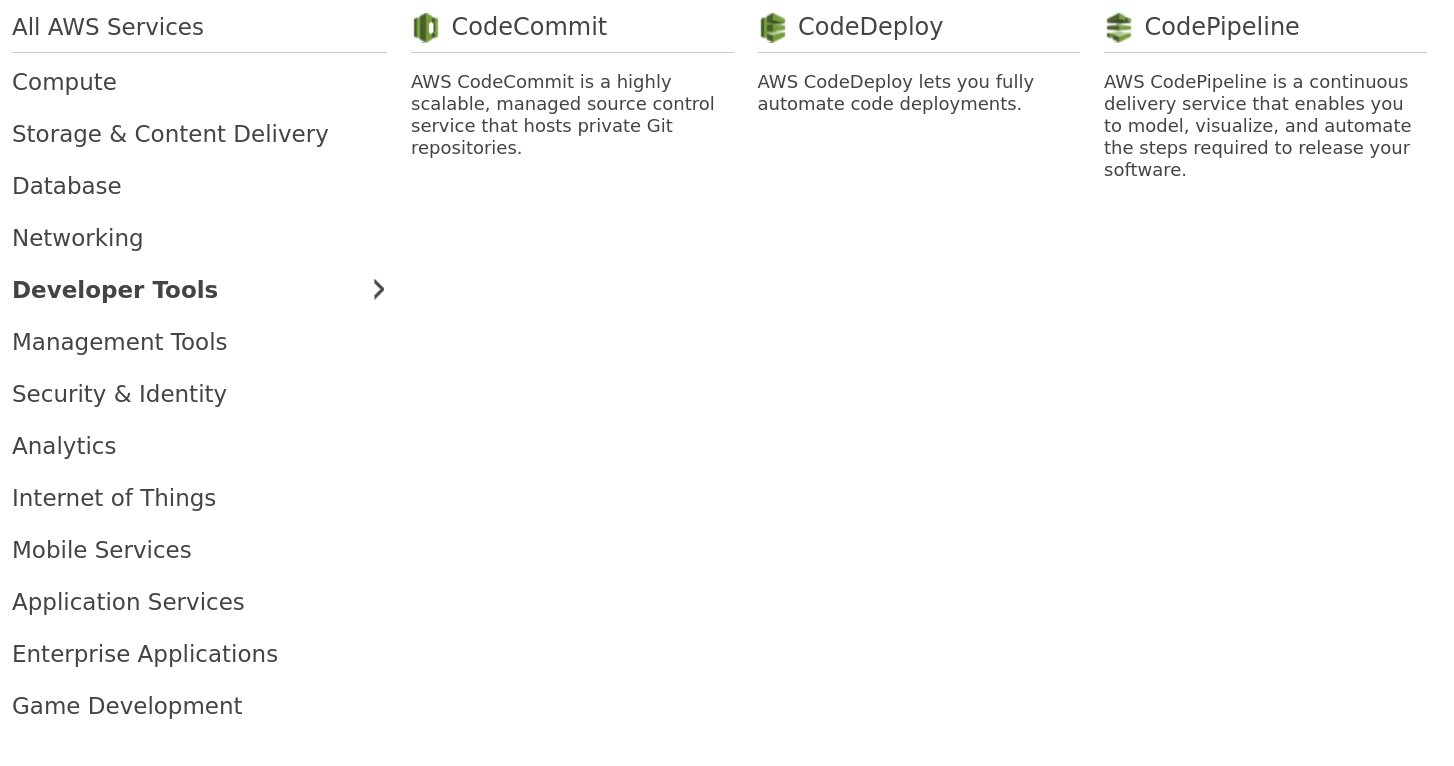 All AWS Services
Compute
Storage & Content Delivery
Database
Networking
Developer Tools
Management Tools
Security & Identity
Analytics
Internet of Things
Mobile Services
Application Services
Enterprise Applications
Game Development
CodeCommit
AWS CodeCommit is a highly
scalable, managed source control
service that hosts private Git
repositories.
CodeDeploy
AWS CodeDeploy lets you fully
automate code deployments.
CodePipeline
AWS CodePipeline is a continuous
delivery service that enables you
to model, visualize, and automate
the steps required to release your
software.